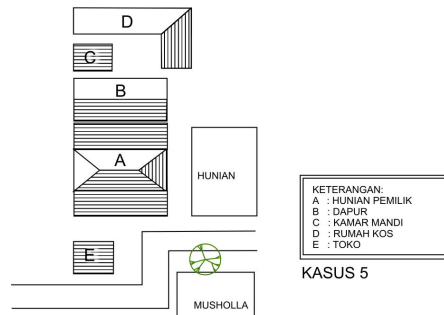 D
C
B
A
HUNIAN
E
MUSHOLLA
KETERANGAN:
A : HUNIAN PEMILIK
B : DAPUR
C : KAMAR MANDI
D : RUMAH KOS
E : TOKO
KASUS 5